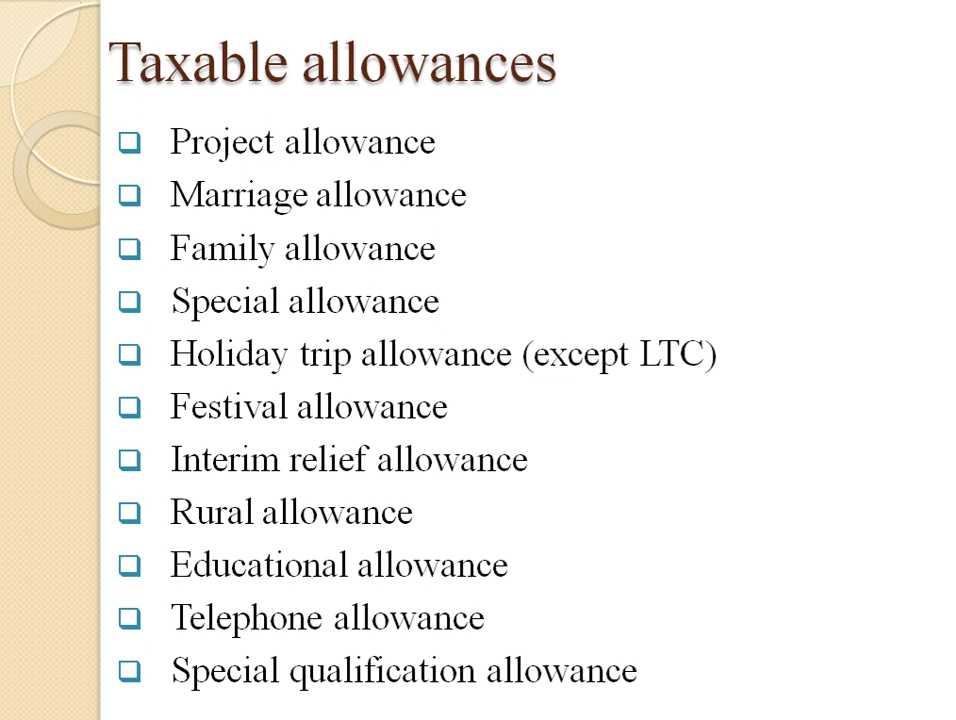 Taxable allowances
Project allowance
Marriage allowance
Family allowance
Special allowance
Holiday trip allowance (except LTC)
Festival allowance
Interim relief allowance
Rural allowance
Educational allowance
Telephone allowance
Special qualification allowance